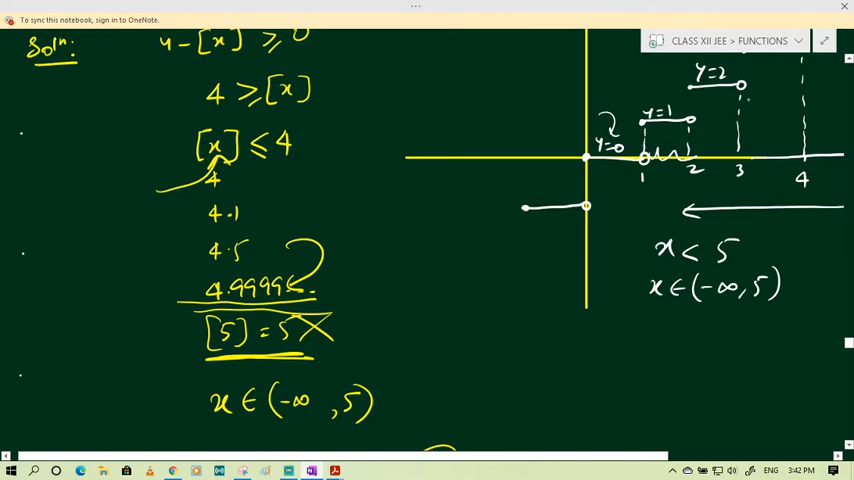 To sync this notebook, sign in to OneNote.
CLASS XII JEE > FUNCTIONS
Soln:
4-[x] ≥ 0
4 ≥ [x]
[x] ≤ 4
4
4.1
4.5
4.9999
[5] = 5
x ∈ (-∞, 5)
y=2
y=1
y=0
1 2 3 4
x < 5
x ∈ (-∞, 5)
ENG 3:42 PM